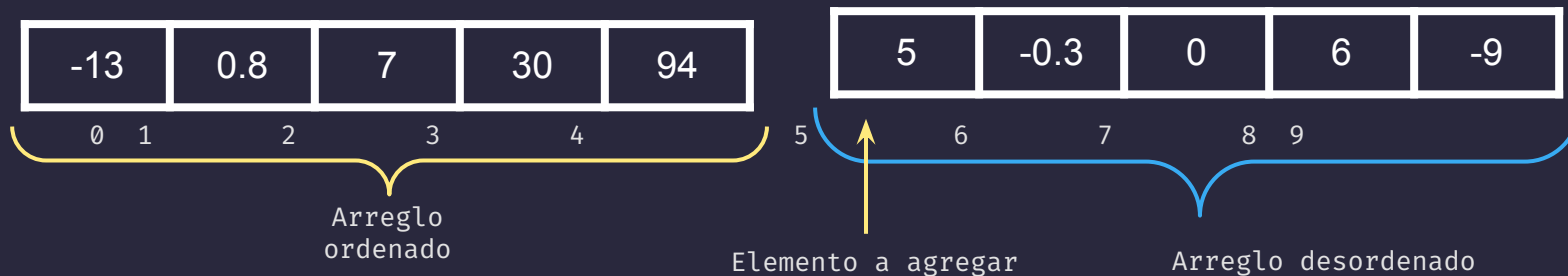 -13 0.8 7 30 94 5 -0.3 0 6 -9
0 1 2 3 4 5 6 7 8 9
Arreglo
ordenado
Elemento a agregar
Arreglo desordenado